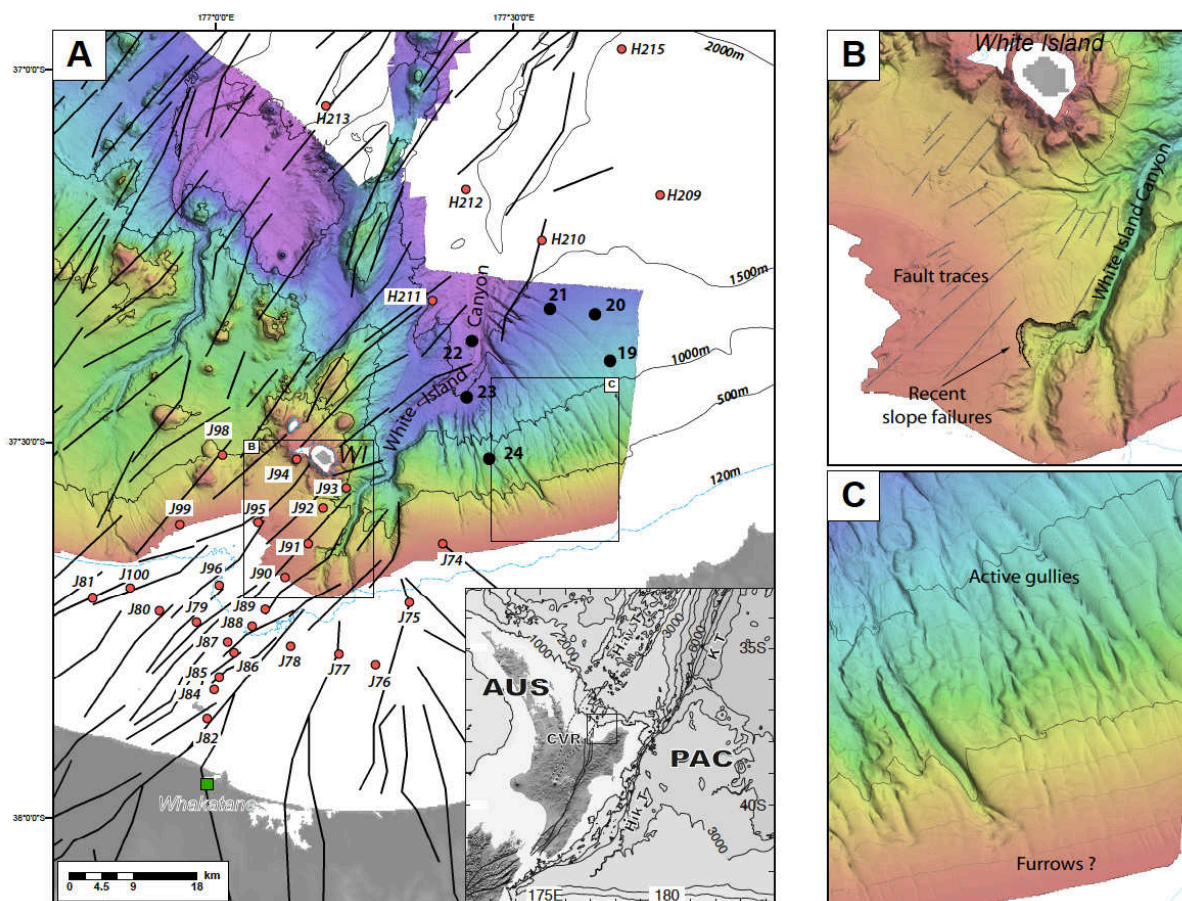 177°0'0"E
177°30'0"E
A
37°0'0"S
37°30'0"S
38°0'0"S
H215
2000m
H213
H212
H209
H210
1500m
H211
Canyon
21
20
22
19
1000m
White Island
23
C
500m
24
J98
B
WI
120m
J94
J93
J99
J95
J92
J91
J74
J81
J100
J96
J90
J80
J79
J89
J75
J88
J87
J78
J77
J86
J85
J76
J84
J82
Whakatane
km
0 4.5 9 18
1000
2000
Hav T
3000
6000
K T
35S
AUS
CVR
PAC
Hik T
40S
3000
175E
180
B
White Island
White Island Canyon
Fault traces
Recent
slope failures
C
Active gullies
Furrows ?